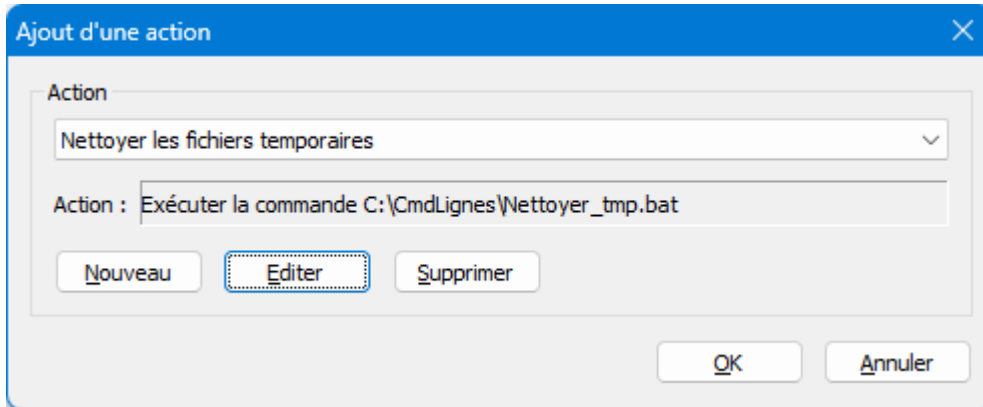 Ajout d'une action
Action
Nettoyer les fichiers temporaires
Action : Exécuter la commande C:\CmdLignes\Nettoyer_tmp.bat
Nouveau Editer Supprimer
OK Annuler